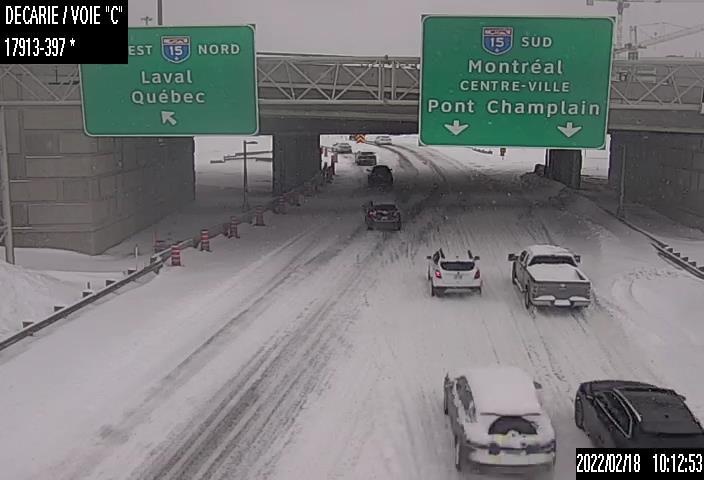 DECARIE / VOIE "C"
17913-397 *
EST 15 NORD
Laval
Québec
15 SUD
Montréal
CENTRE-VILLE
Pont Champlain
2022/02/18 10:12:53